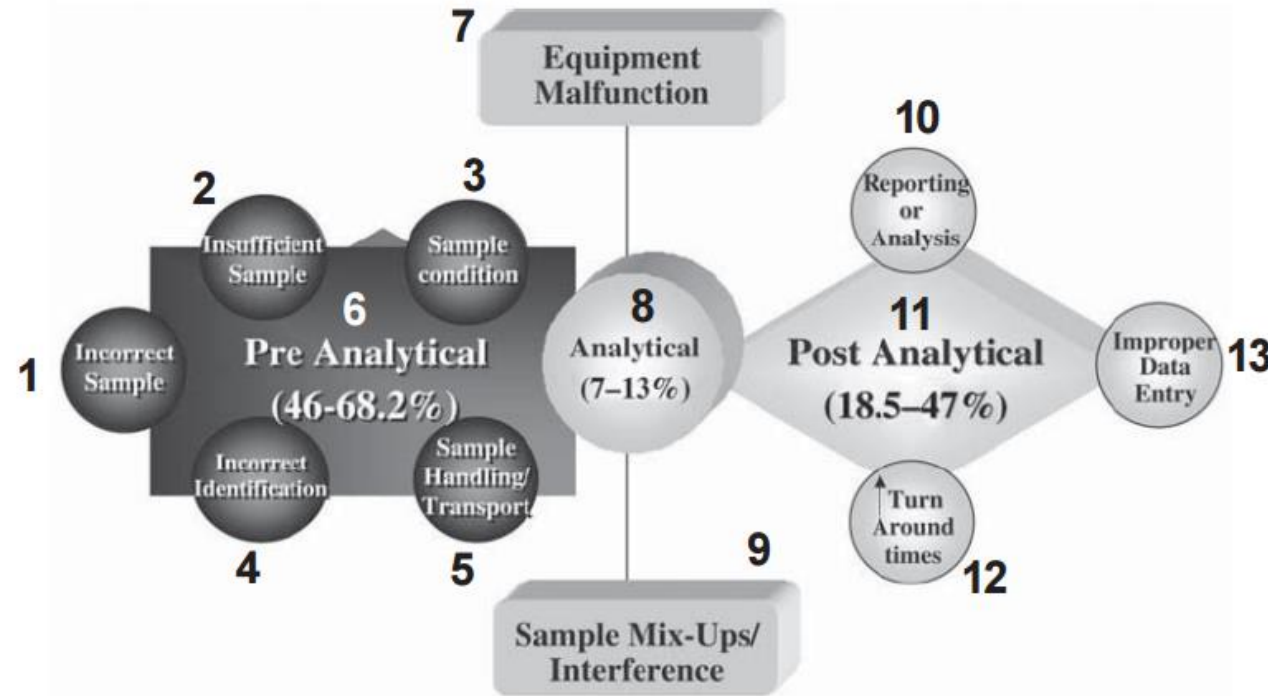 7
Equipment
Malfunction
10
Reporting
or
Analysis
2
Insufficient
Sample
3
Sample
condition
1
Incorrect
Sample
6
Pre Analytical
(46-68.2%)
8
Analytical
(7–13%)
11
Post Analytical
(18.5–47%)
Improper
Data
Entry
13
Incorrect
Identification
4
Sample
Handling/
Transport
5
Turn
Around
times
12
9
Sample Mix-Ups/
Interference